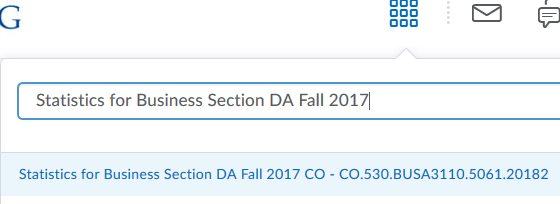 G
Statistics for Business Section DA Fall 2017
Statistics for Business Section DA Fall 2017 CO - CO.530.BUSA3110.5061.20182